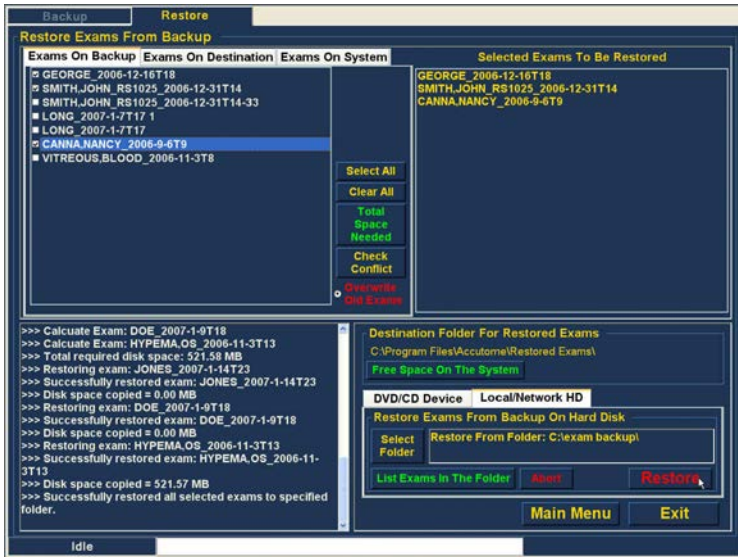 Backup
Restore
Restore Exams From Backup
Exams On Backup Exams On Destination Exams On System
GEORGE_2006-12-16T18
SMITH,JOHN_RS1025_2006-12-31T14
SMITH,JOHN_RS1025_2006-12-31T14-33
LONG_2007-1-7T17 1
LONG_2007-1-7T17
CANNA,NANCY_2006-9-6T9
VITREOUS,BLOOD_2006-11-3T8
Select All
Clear All
Total
Space
Needed
Check
Conflict
Overwrite
Old Exams
Selected Exams To Be Restored
GEORGE_2006-12-16T18
SMITH,JOHN_RS1025_2006-12-31T14
CANNA,NANCY_2006-9-6T9
>>> Calcuate Exam: DOE_2007-1-9T18
>>> Calcuate Exam: HYPEMA,OS_2006-11-3T13
>>> Total required disk space: 521.58 MB
>>> Restoring exam: JONES_2007-1-14T23
>>> Successfully restored exam: JONES_2007-1-14T23
>>> Disk space copied = 0.00 MB
>>> Restoring exam: DOE_2007-1-9T18
>>> Successfully restored exam: DOE_2007-1-9T18
>>> Disk space copied = 0.00 MB
>>> Restoring exam: HYPEMA,OS_2006-11-3T13
>>> Successfully restored exam: HYPEMA,OS_2006-11-
3T13
>>> Disk space copied = 521.57 MB
>>> Successfully restored all selected exams to specified
folder.
Destination Folder For Restored Exams
C:\Program Files\Accutome\Restored Exams\
Free Space On The System
DVD/CD Device Local/Network HD
Restore Exams From Backup On Hard Disk
Select
Folder
Restore From Folder: C:\exam backup\
List Exams In The Folder
Abort
Restore
Main Menu
Exit
Idle